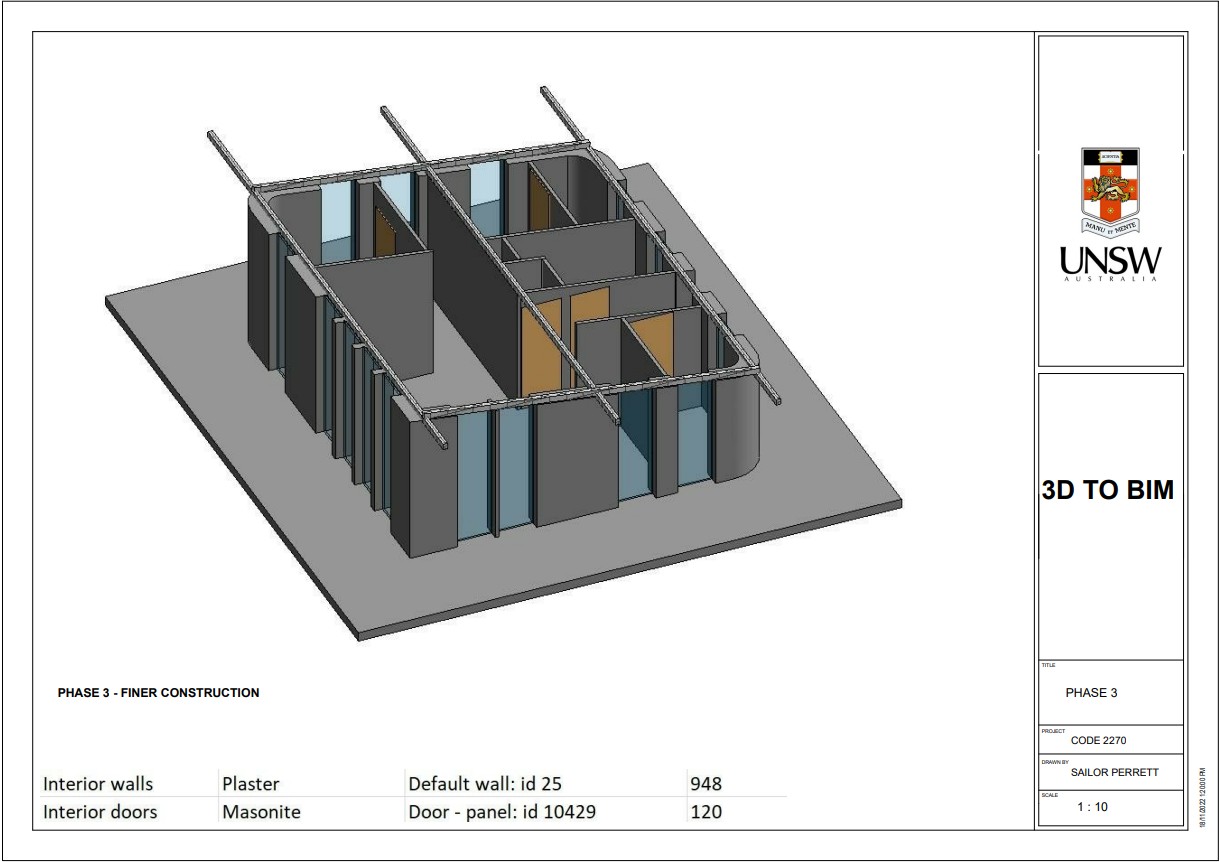 SCIENTIA
MANU ET MENTE
UNSW
AUSTRALIA
3D TO BIM
PHASE 3 - FINER CONSTRUCTION
TITLE
PHASE 3
PROJECT
CODE 2270
DRAWN BY
SAILOR PERRETT
SCALE
1 : 10
18/11/2022 1:20:00 PM
Interior walls Plaster Default wall: id 25 948
Interior doors Masonite Door - panel: id 10429 120